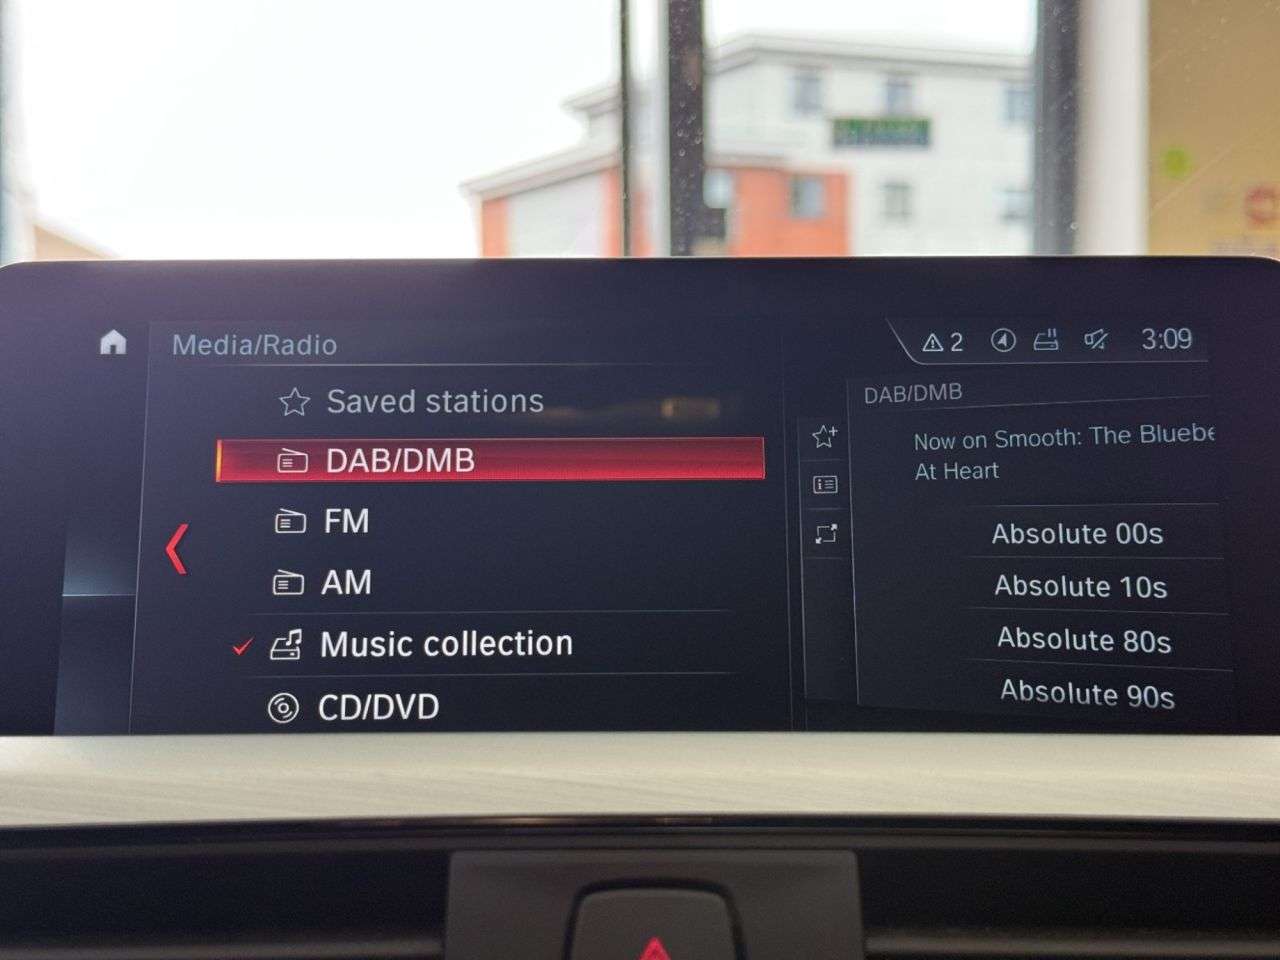 Media/Radio
2
3:09
Saved stations
DAB/DMB
FM
AM
Music collection
CD/DVD
DAB/DMB
Now on Smooth: The Bluebe
At Heart
Absolute 00s
Absolute 10s
Absolute 80s
Absolute 90s